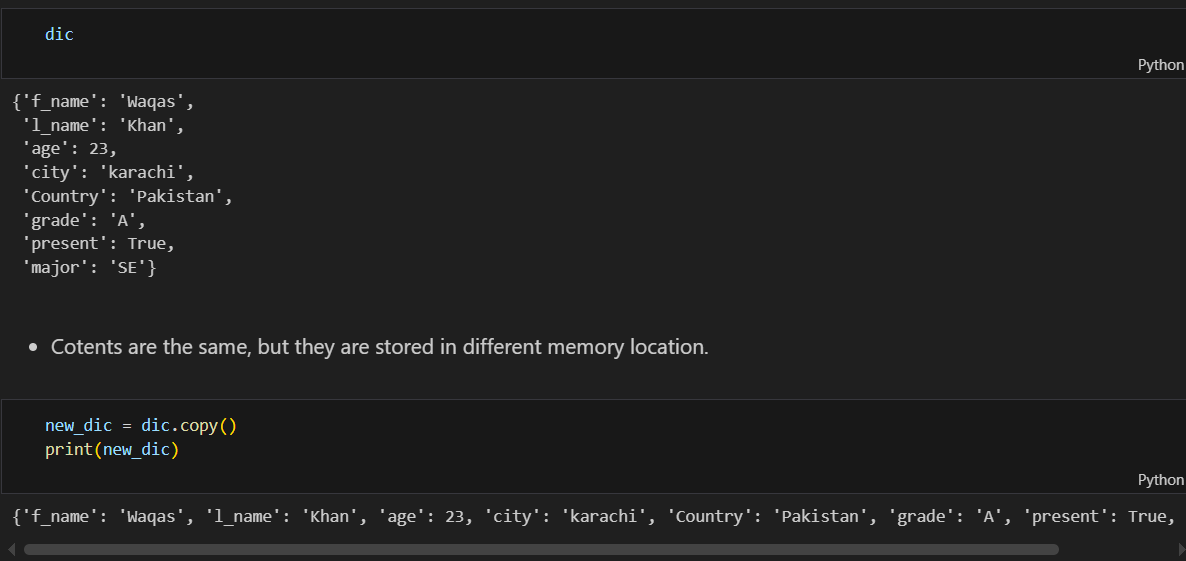 dic
Python
{'f_name': 'Waqas',
'l_name': 'Khan',
'age': 23,
'city': 'karachi',
'Country': 'Pakistan',
'grade': 'A',
'present': True,
'major': 'SE'}
• Cotents are the same, but they are stored in different memory location.
new_dic = dic.copy()
print(new_dic)
Python
{'f_name': 'Waqas', 'l_name': 'Khan', 'age': 23, 'city': 'karachi', 'Country': 'Pakistan', 'grade': 'A', 'present': True,